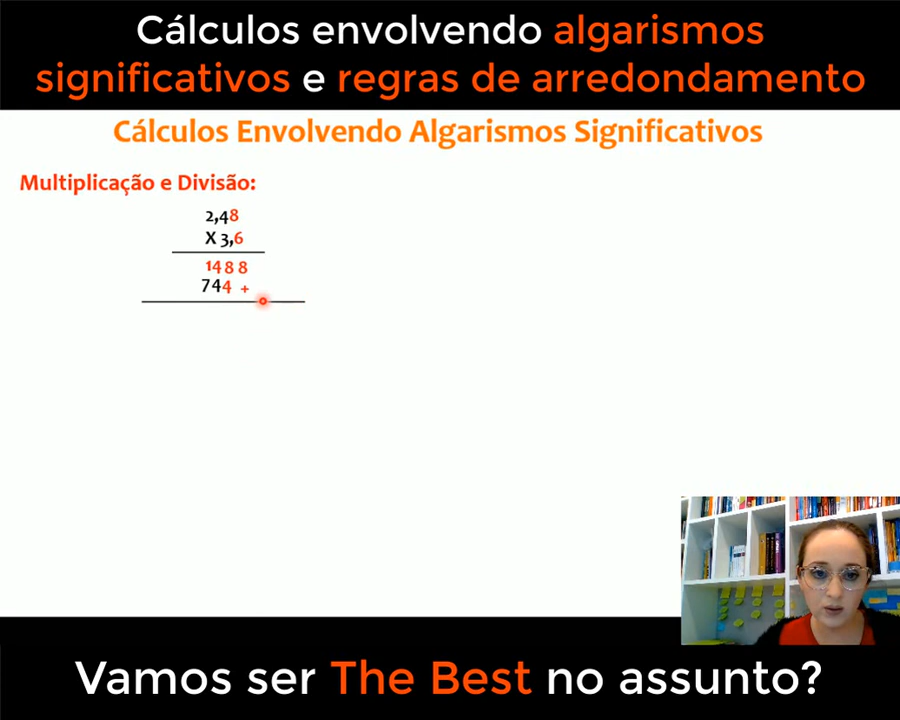 Cálculos envolvendo algarismos
significativos e regras de arredondamento
Cálculos Envolvendo Algarismos Significativos
Multiplicação e Divisão:
2,48
X 3,6
1488
744 +
Vamos ser The Best no assunto?